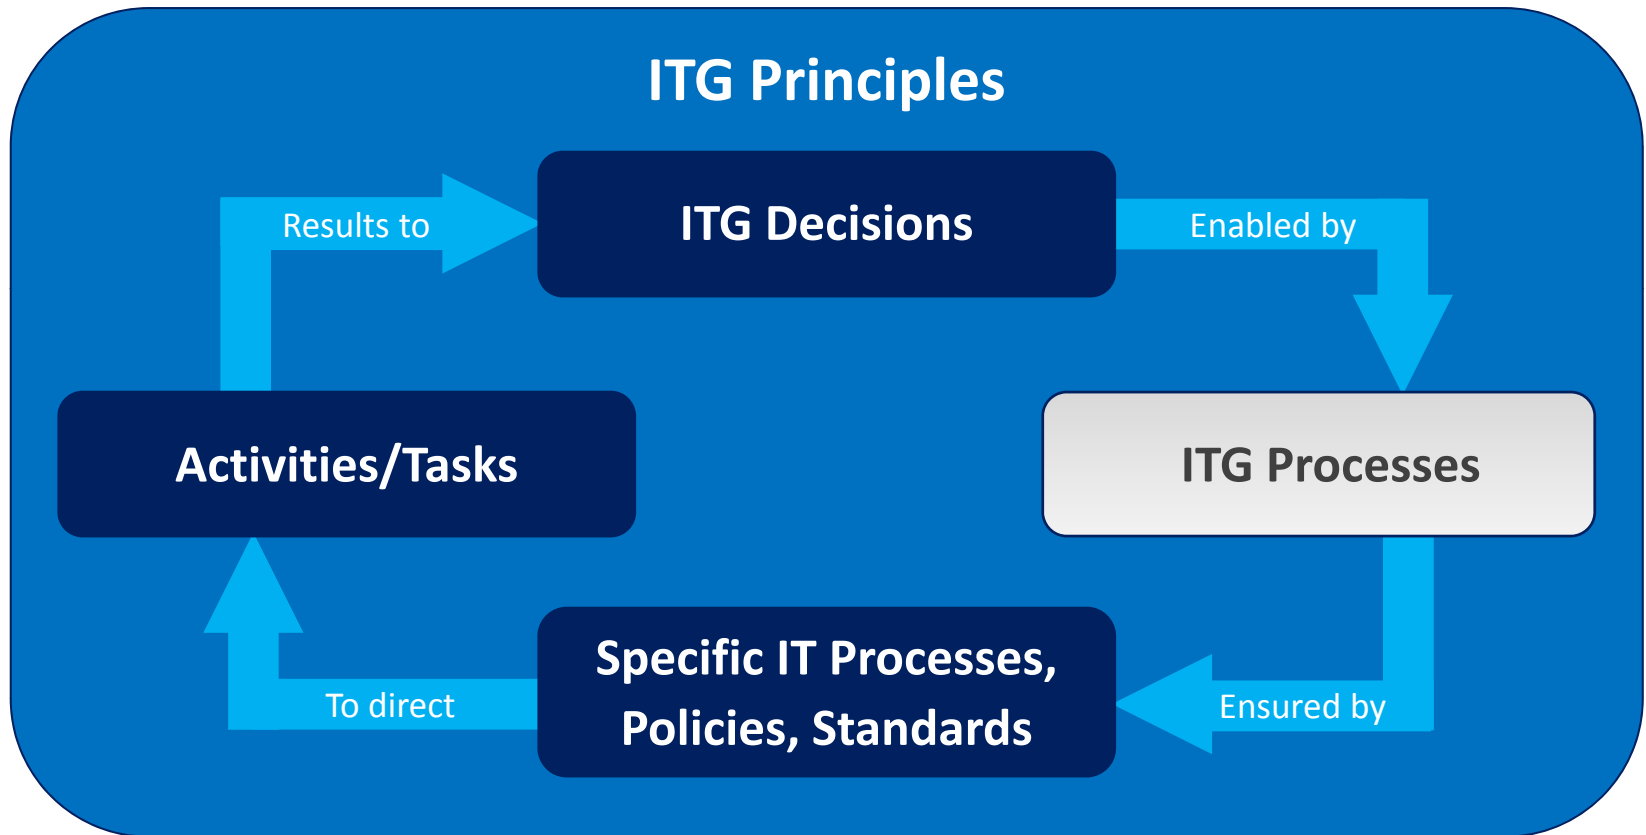 ITG Principles
Results to
ITG Decisions
Enabled by
Activities/Tasks
ITG Processes
Specific IT Processes,
Policies, Standards
To direct
Ensured by